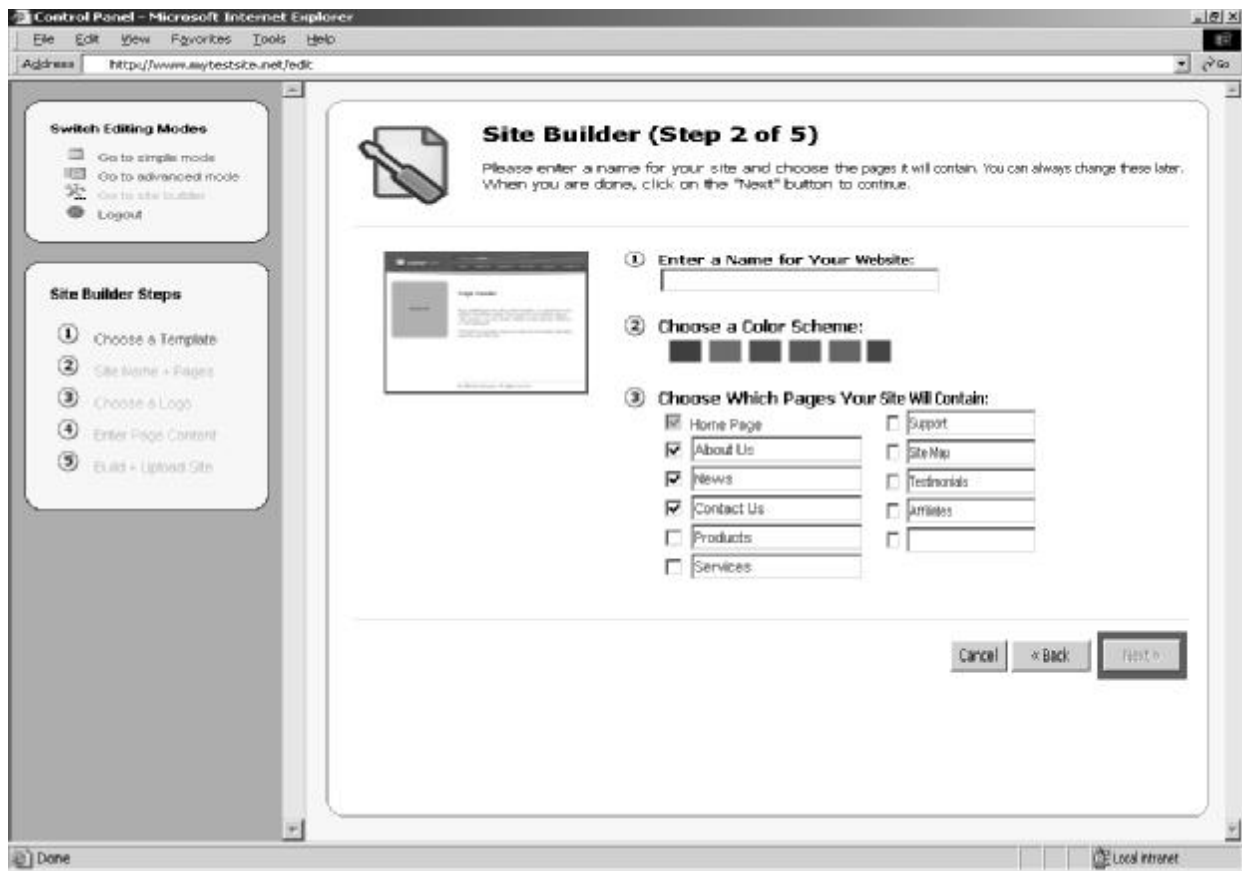 Control Panel - Microsoft Internet Explorer
File Edit View Favorites Tools Help
Address http://www.mytestsite.net/edit Go
Switch Editing Modes
Go to simple mode
Go to advanced mode
Go to site builder
Logout
Site Builder Steps
1 Choose a Template
2 Site Name + Pages
3 Choose a Logo
4 Enter Page Content
5 Build + Upload Site
Site Builder (Step 2 of 5)
Please enter a name for your site and choose the pages it will contain. You can always change these later.
When you are done, click on the "Next" button to continue.
1 Enter a Name for Your Website:
2 Choose a Color Scheme:
3 Choose Which Pages Your Site Will Contain:
Home Page
About Us
News
Contact Us
Products
Services
Support
Site Map
Testimonials
Affiliates
Cancel « Back Next »
Done Local intranet